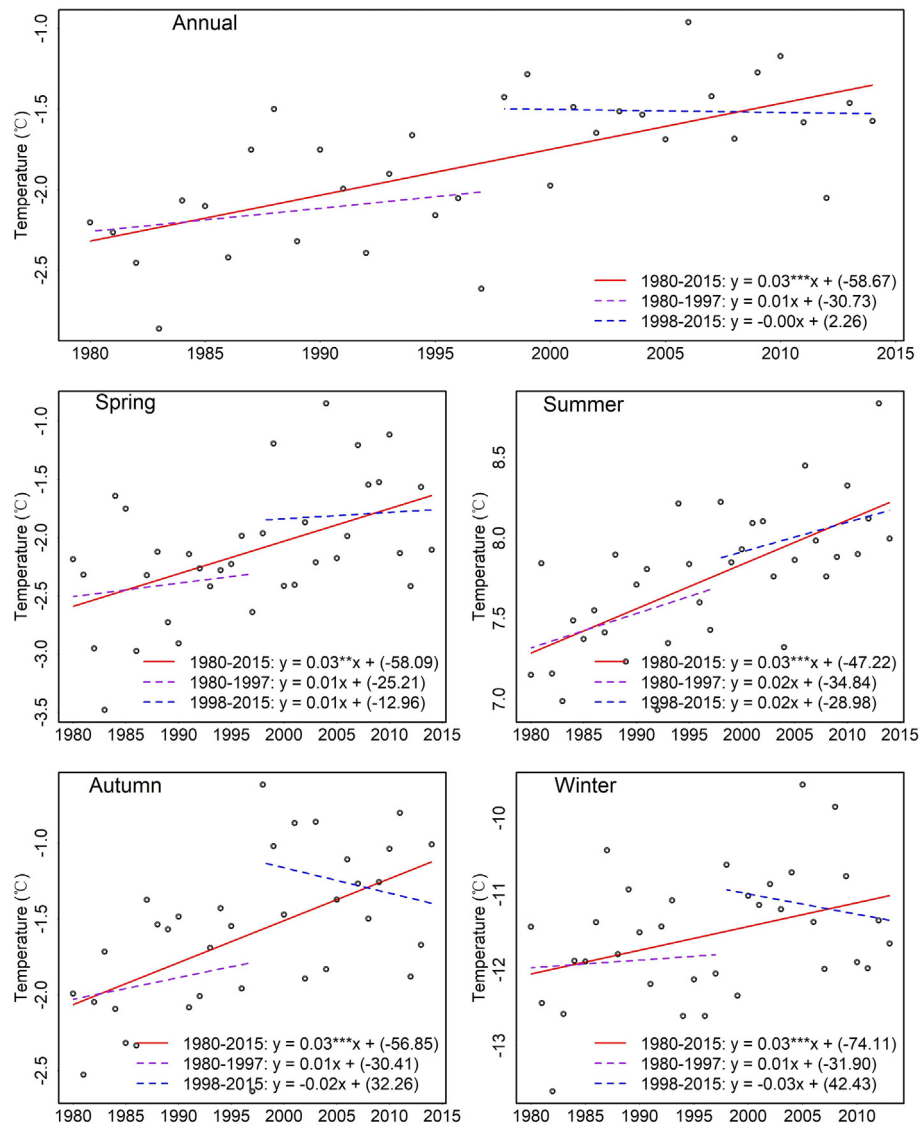 Annual
Temperature (℃)
-1.0
-1.5
-2.0
-2.5
1980-2015: y = 0.03***x + (-58.67)
1980-1997: y = 0.01x + (-30.73)
1998-2015: y = -0.00x + (2.26)
1980 1985 1990 1995 2000 2005 2010 2015
Spring
Temperature (℃)
-1.0
-1.5
-2.0
-2.5
-3.0
-3.5
1980-2015: y = 0.03**x + (-58.09)
1980-1997: y = 0.01x + (-25.21)
1998-2015: y = 0.01x + (-12.96)
1980 1985 1990 1995 2000 2005 2010 2015
Summer
Temperature (℃)
8.5
8.0
7.5
7.0
1980-2015: y = 0.03***x + (-47.22)
1980-1997: y = 0.02x + (-34.84)
1998-2015: y = 0.02x + (-28.98)
1980 1985 1990 1995 2000 2005 2010 2015
Autumn
Temperature (℃)
-1.0
-1.5
-2.0
-2.5
1980-2015: y = 0.03***x + (-56.85)
1980-1997: y = 0.01x + (-30.41)
1998-2015: y = -0.02x + (32.26)
1980 1985 1990 1995 2000 2005 2010 2015
Winter
Temperature (℃)
-10
-11
-12
-13
1980-2015: y = 0.03***x + (-74.11)
1980-1997: y = 0.01x + (-31.90)
1998-2015: y = -0.03x + (42.43)
1980 1985 1990 1995 2000 2005 2010